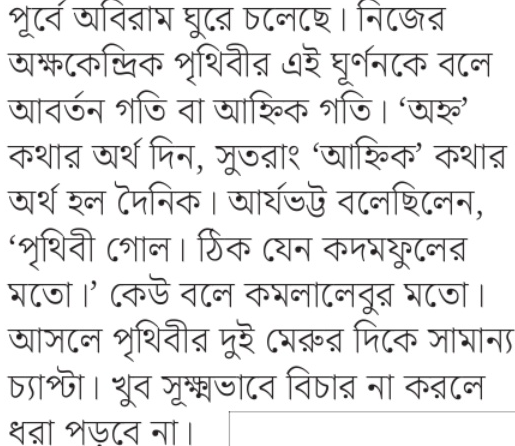 পূর্বে অবিরাম ঘুরে চলেছে। নিজের
অক্ষকেন্দ্রিক পৃথিবীর এই ঘূর্ণনকে বলে
আবর্তন গতি বা আহ্নিক গতি। ‘অহ্ন’
কথার অর্থ দিন, সুতরাং ‘আহ্নিক’ কথার
অর্থ হল দৈনিক। আর্যভট্ট বলেছিলেন,
‘পৃথিবী গোল। ঠিক যেন কদমফুলের
মতো।’ কেউ বলে কমলালেবুর মতো।
আসলে পৃথিবীর দুই মেরুর দিকে সামান্য
চ্যাপ্টা। খুব সূক্ষ্মভাবে বিচার না করলে
ধরা পড়বে না।